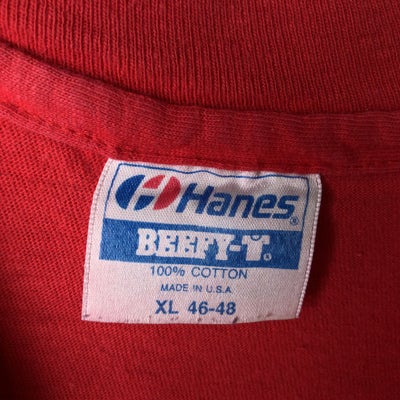 Hanes®
BEEFY-T®
100% COTTON
MADE IN U.S.A.
XL 46-48